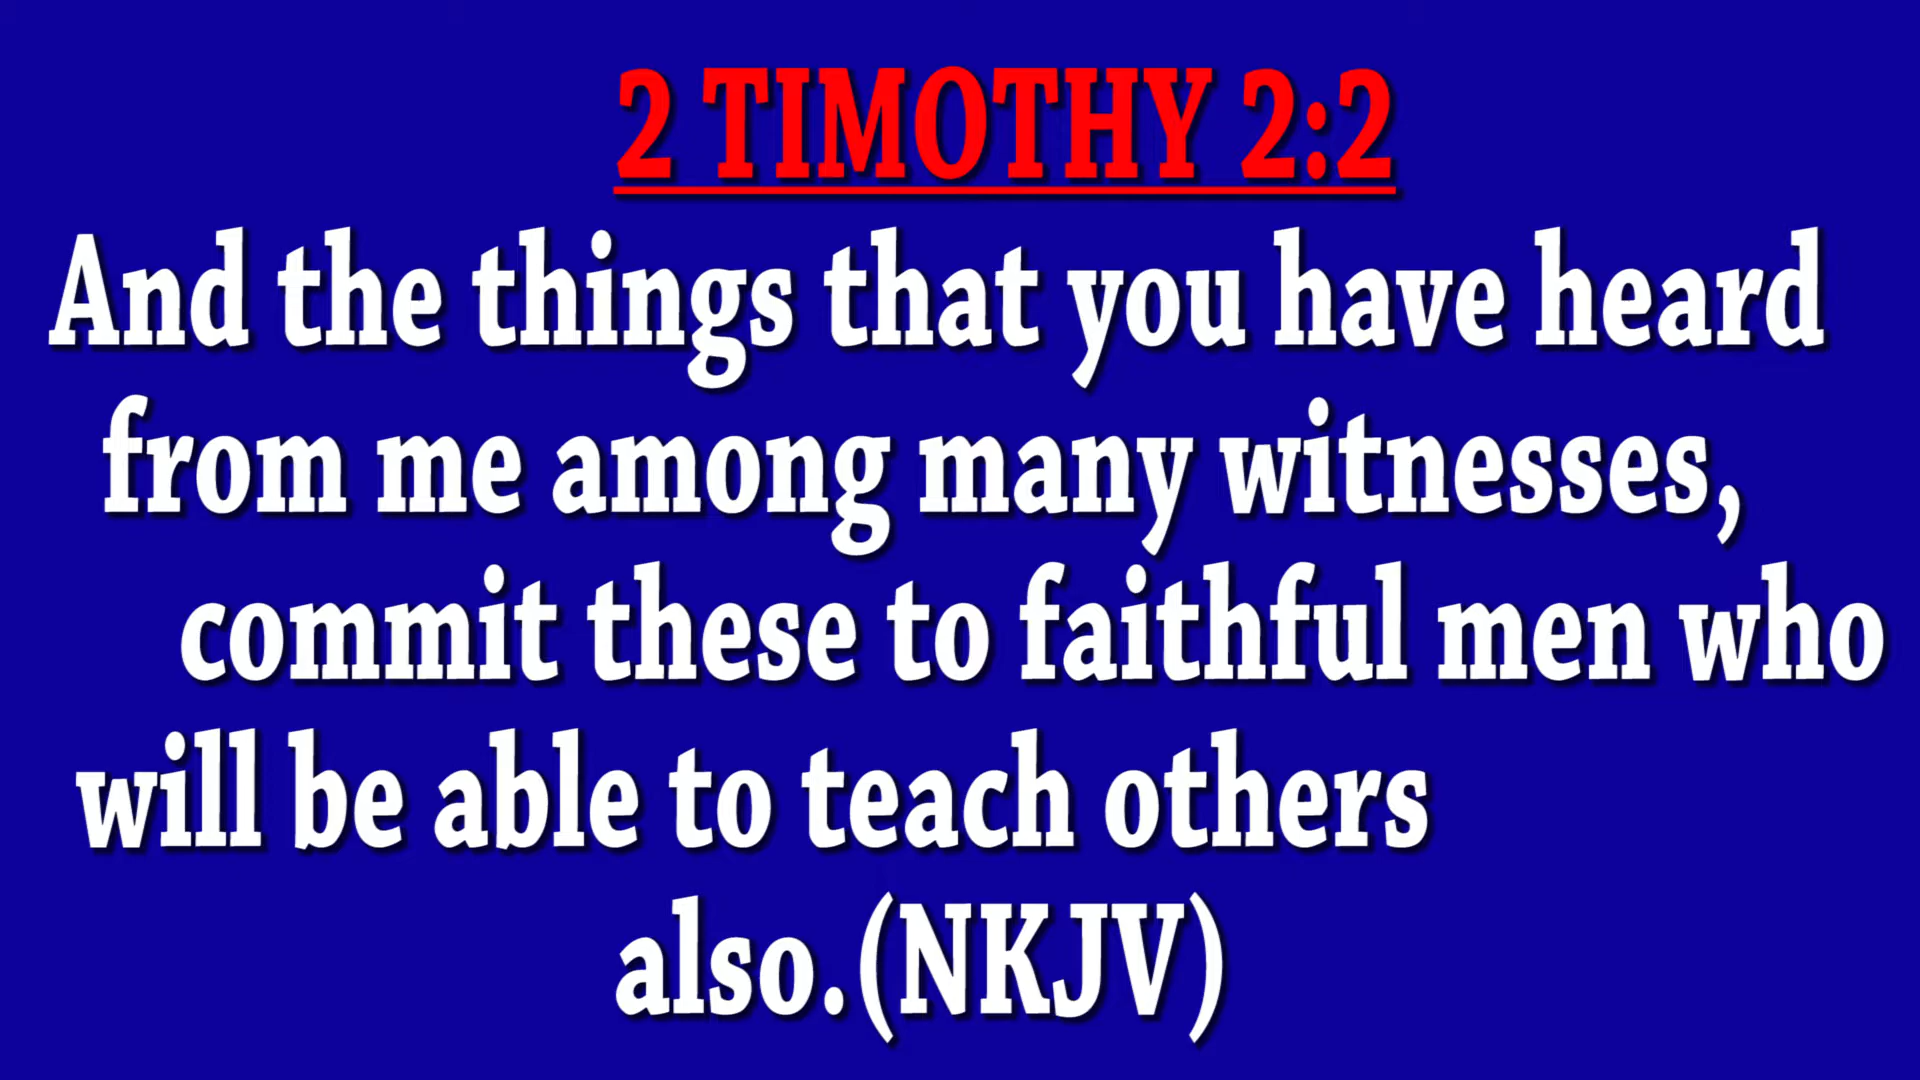 2 TIMOTHY 2:2
And the things that you have heard
from me among many witnesses,
commit these to faithful men who
will be able to teach others
also.(NKJV)